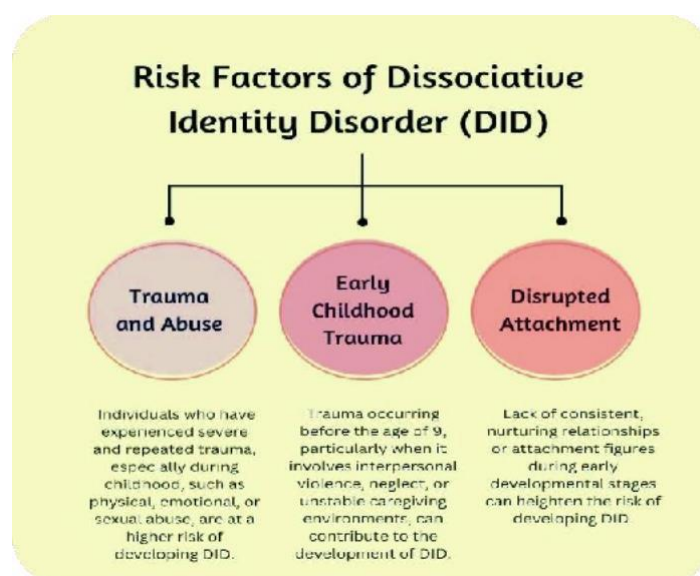 Risk Factors of Dissociative
Identity Disorder (DID)
Trauma
and Abuse
Early
Childhood
Trauma
Disrupted
Attachment
Individuals who have
experienced severe
and repeated trauma,
espec ally during
childhood, such as
physical, emotional, or
sexual abuse, are at a
higher risk of
developing DID.
Trauma occurring
before the age of 9,
particularly when it
involves interpersonal
violence, neglect, or
unstable caregiving
environments, can
contribute to the
development of DID.
Lack of consistent,
nurturing relationships
or attachment figures
during early
developmental stages
can heighten the risk of
developing DID